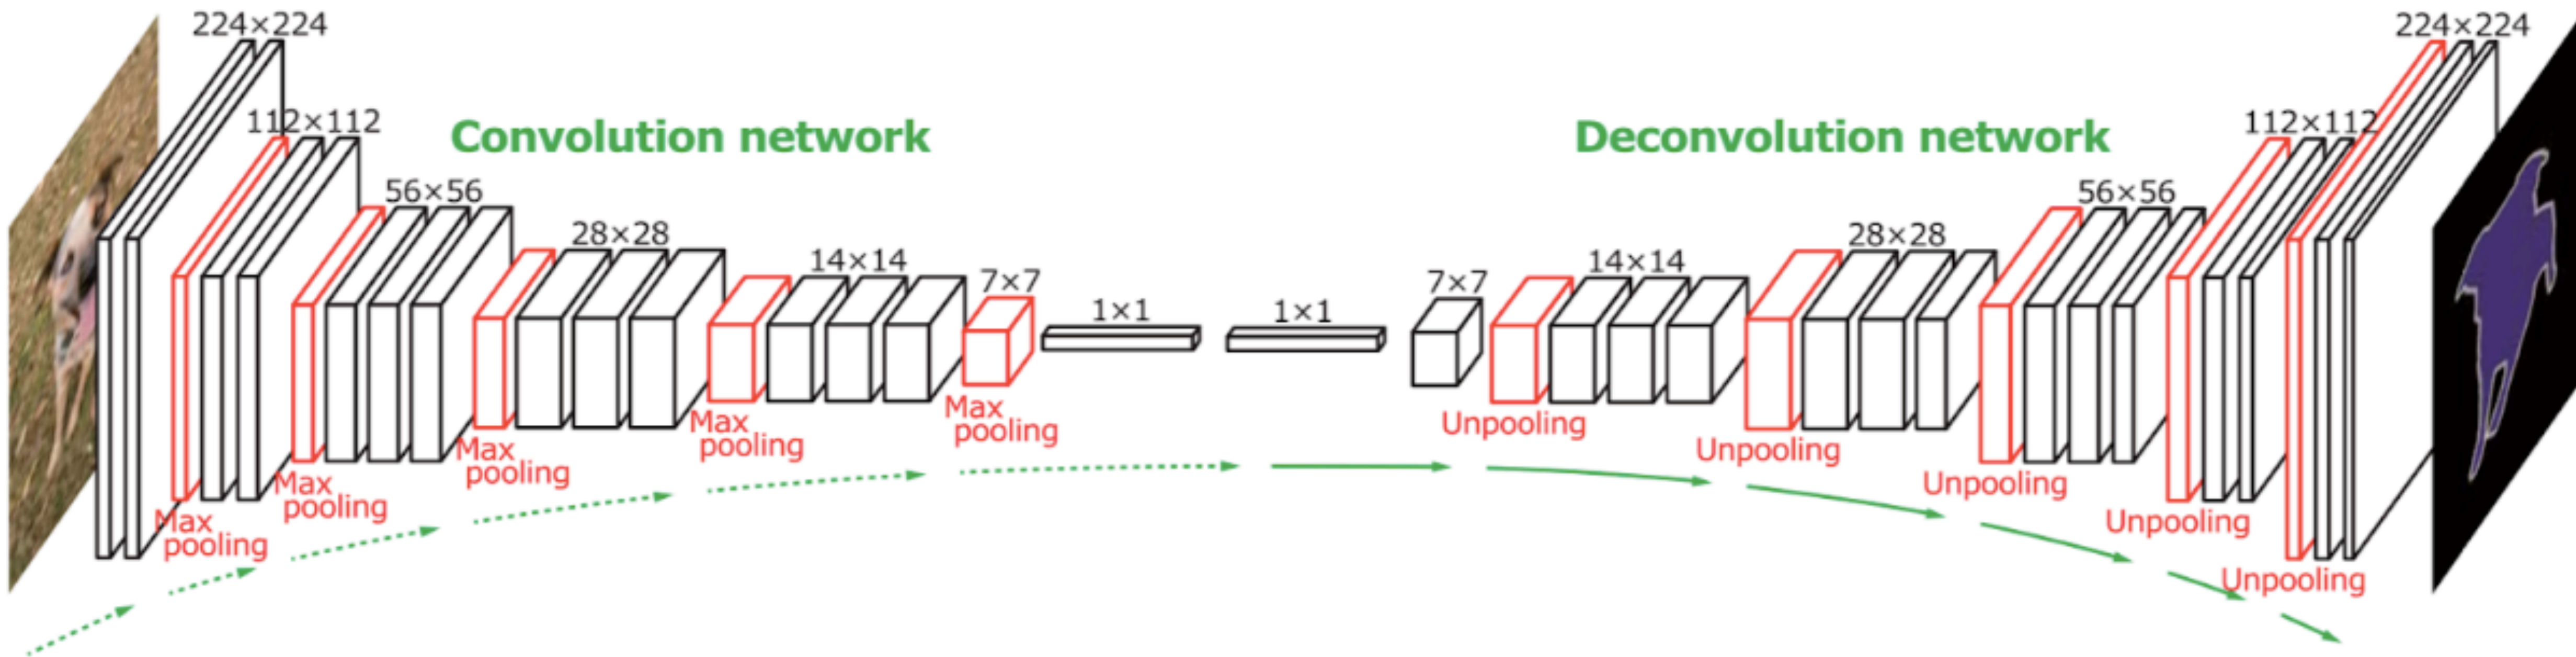 224×224
112×112
Convolution network
56×56
28×28
14×14
7×7
1×1
1×1
7×7
14×14
28×28
Deconvolution network
56×56
112×112
224×224
Max
pooling
Max
pooling
Max
pooling
Max
pooling
Max
pooling
Unpooling
Unpooling
Unpooling
Unpooling
Unpooling